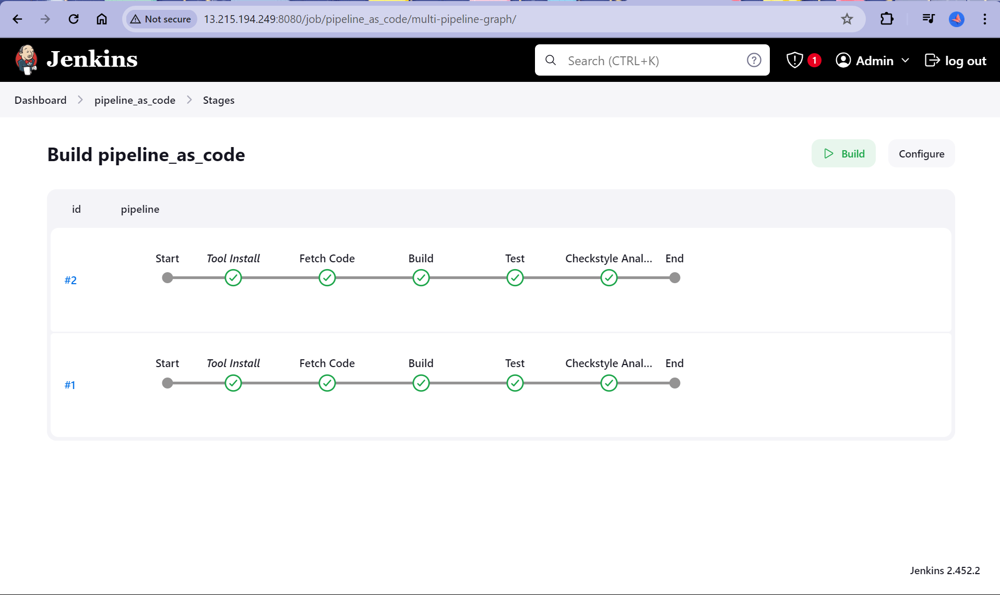 Not secure 13.215.194.249:8080/job/pipeline_as_code/multi-pipeline-graph/
Jenkins Search (CTRL+K) ? 1 Admin log out
Dashboard pipeline_as_code Stages
Build pipeline_as_code Build Configure
id pipeline
Start Tool Install Fetch Code Build Test Checkstyle Anal... End
#2
Start Tool Install Fetch Code Build Test Checkstyle Anal... End
#1
Jenkins 2.452.2